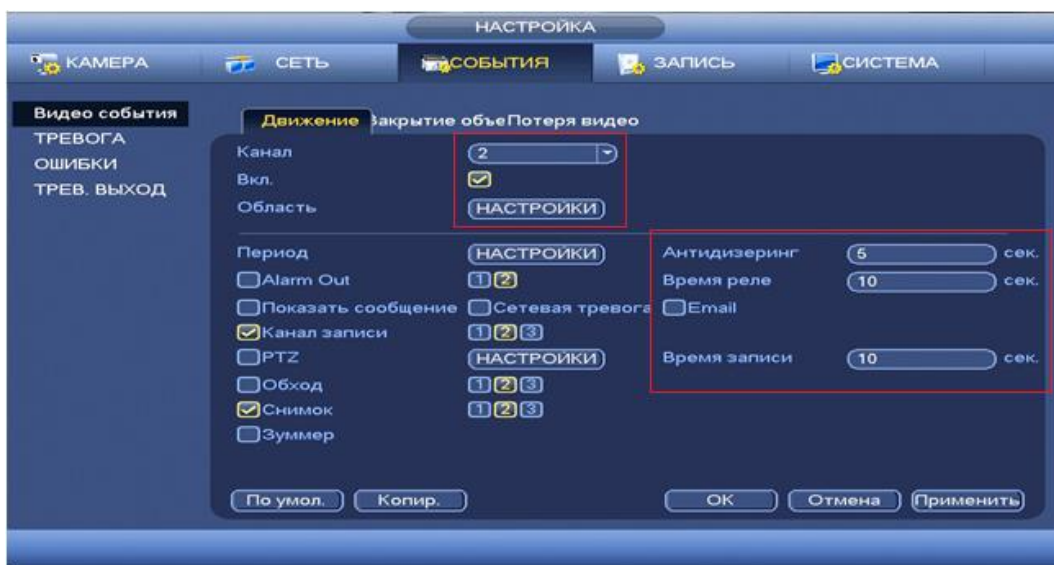 НАСТРОЙКА
КАМЕРА СЕТЬ СОБЫТИЯ ЗАПИСЬ СИСТЕМА
Видео события
ТРЕВОГА
ОШИБКИ
ТРЕВ. ВЫХОД
Движение Закрытие объе Потеря видео
Канал 2
Вкл.
Область НАСТРОЙКИ
Период НАСТРОЙКИ Антидизеринг 5 сек.
Alarm Out 1 2 Время реле 10 сек.
Показать сообщение Сетевая тревога Email
Канал записи 1 2 3
PTZ НАСТРОЙКИ Время записи 10 сек.
Обход 1 2 3
Снимок 1 2 3
Зуммер
По умол. Копир. OK Отмена Применить